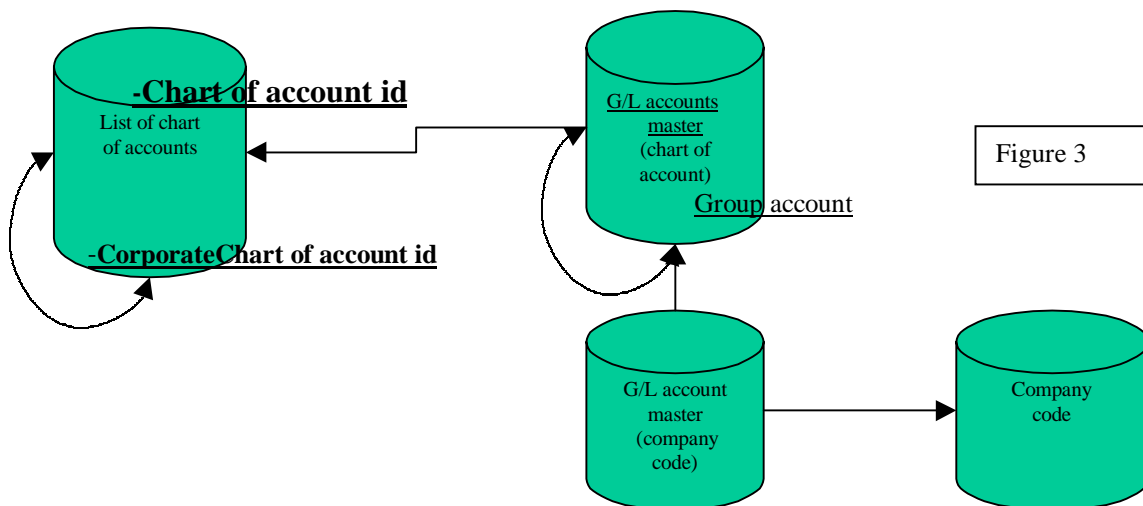 -Chart of account id
List of chart
of accounts
-CorporateChart of account id
G/L accounts
master
(chart of
account)
Group account
Figure 3
G/L account
master
(company
code)
Company
code